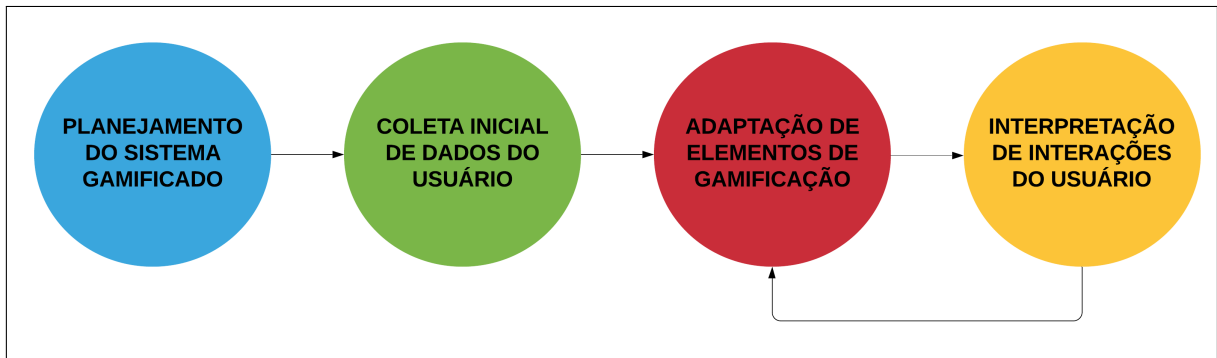 PLANEJAMENTO
DO SISTEMA
GAMIFICADO
COLETA INICIAL
DE DADOS DO
USUÁRIO
ADAPTAÇÃO DE
ELEMENTOS DE
GAMIFICAÇÃO
INTERPRETAÇÃO
DE INTERAÇÕES
DO USUÁRIO